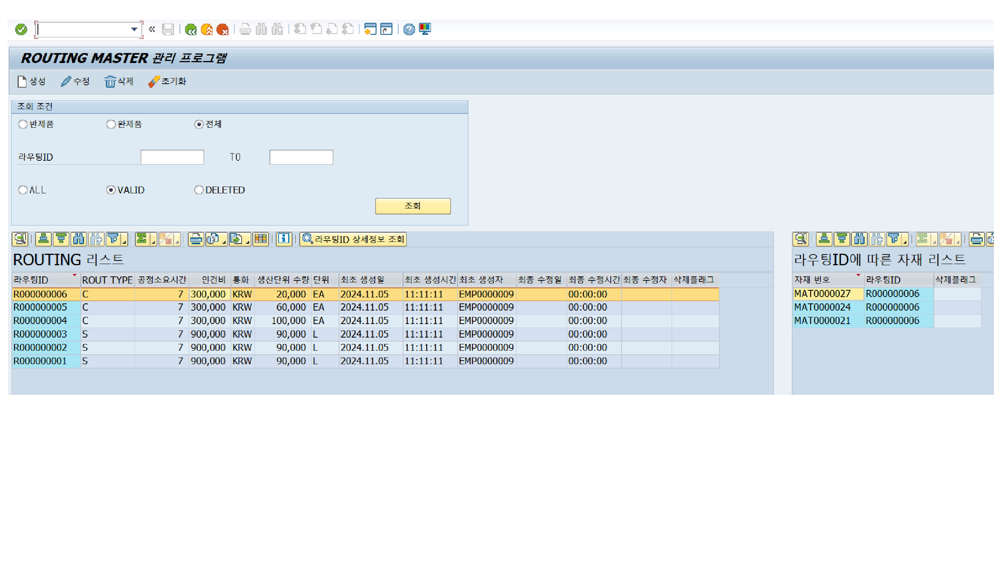 ROUTING MASTER 관리 프로그램
생성 수정 삭제 초기화
조회 조건
반제품 완제품 전체
라우팅ID TO
ALL VALID DELETED
조회
라우팅ID 상세정보 조회
ROUTING 리스트
라우팅ID ROUT TYPE 공정소요시간 인건비 통화 생산단위 수량 단위 최초 생성일 최초 생성시간 최초 생성자 최종 수정일 최종 수정시간 최종 수정자 삭제플래그
R000000006 C 7 300,000 KRW 20,000 EA 2024.11.05 11:11:11 EMP0000009 00:00:00
R000000005 C 7 300,000 KRW 60,000 EA 2024.11.05 11:11:11 EMP0000009 00:00:00
R000000004 C 7 300,000 KRW 100,000 EA 2024.11.05 11:11:11 EMP0000009 00:00:00
R000000003 S 7 900,000 KRW 90,000 L 2024.11.05 11:11:11 EMP0000009 00:00:00
R000000002 S 7 900,000 KRW 90,000 L 2024.11.05 11:11:11 EMP0000009 00:00:00
R000000001 S 7 900,000 KRW 90,000 L 2024.11.05 11:11:11 EMP0000009 00:00:00
라우팅ID에 따른 자재 리스트
자재 번호 라우팅ID 삭제플래그
MAT0000027 R000000006
MAT0000024 R000000006
MAT0000021 R000000006